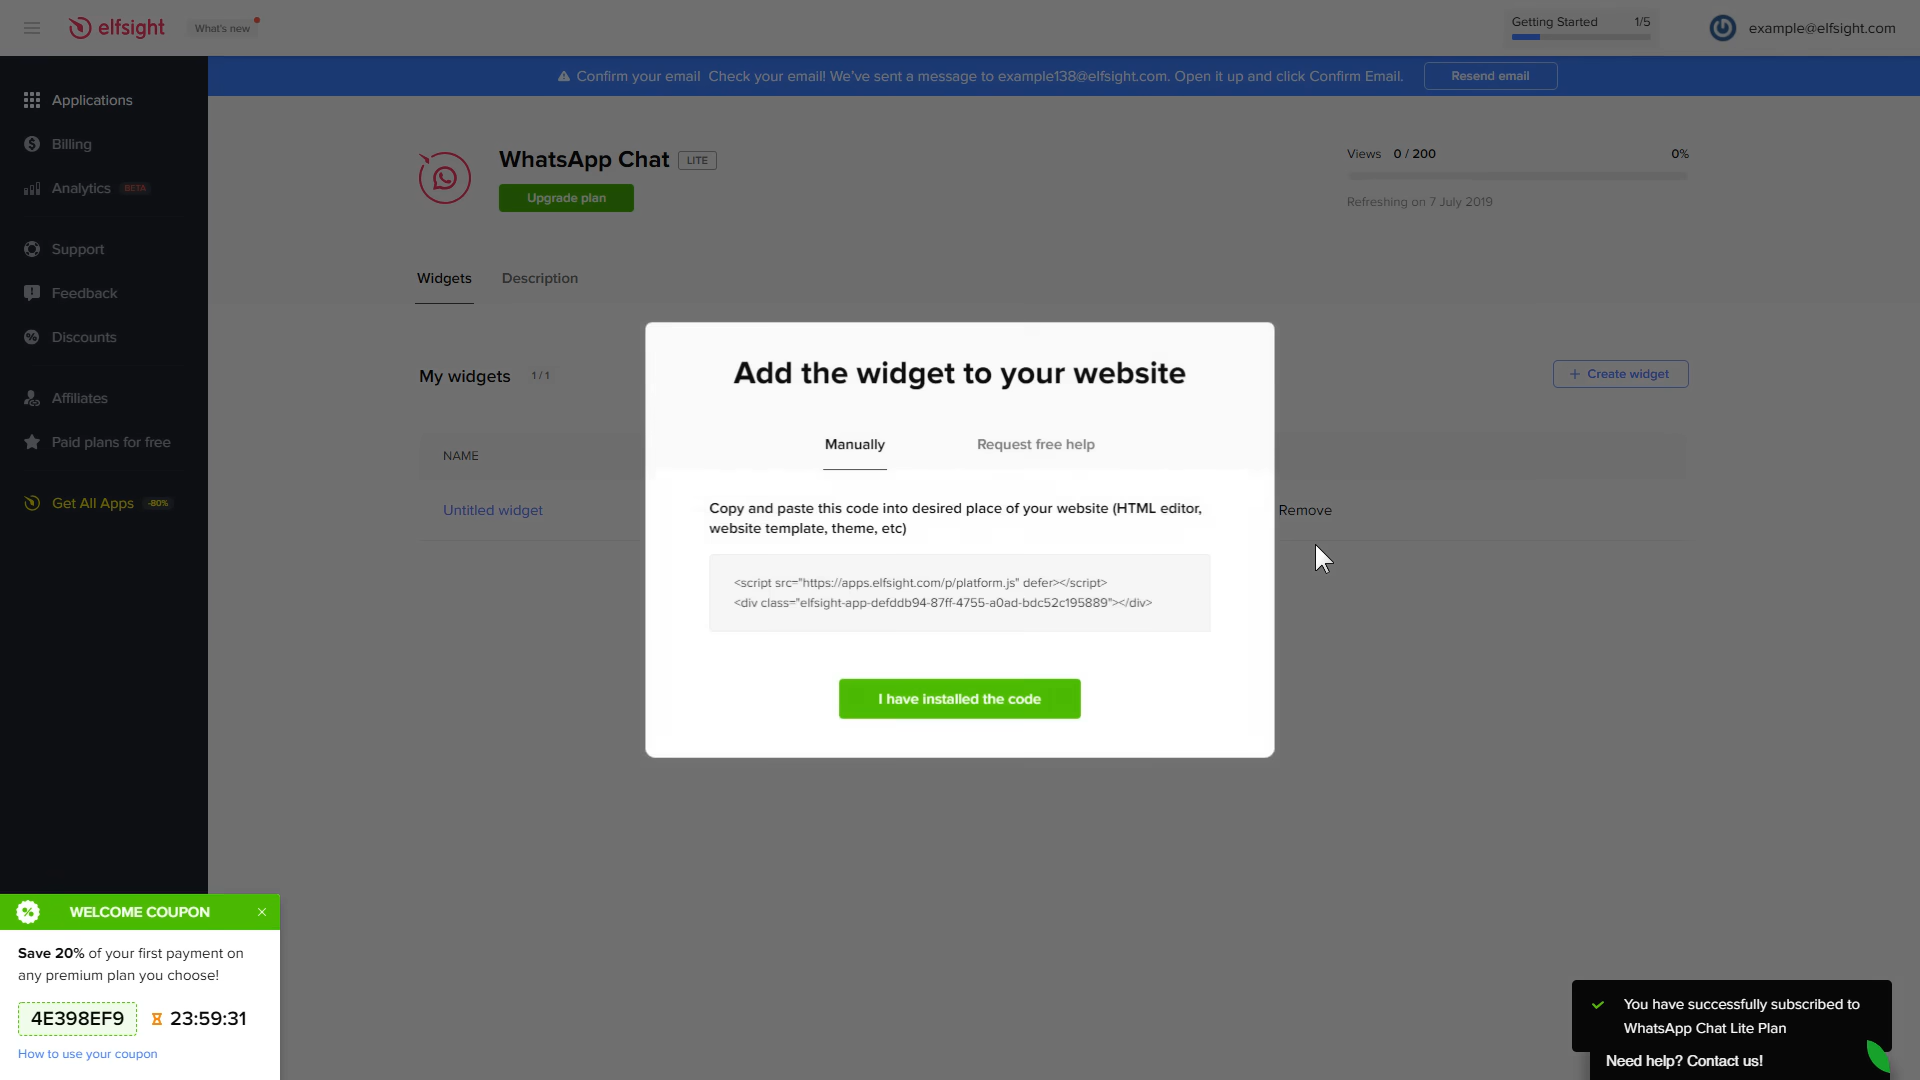 elfsight
What's new
Getting Started 1/5
example@elfsight.com
Confirm your email Check your email! We've sent a message to example138@elfsight.com. Open it up and click Confirm Email.
Resend email
Applications
Billing
Analytics BETA
Support
Feedback
Discounts
Affiliates
Paid plans for free
Get All Apps -80%
WhatsApp Chat LITE
Upgrade plan
Views 0 / 200 0%
Refreshing on 7 July 2019
Widgets Description
My widgets 1 / 1
+ Create widget
NAME
Untitled widget
Remove
Add the widget to your website
Manually Request free help
Copy and paste this code into desired place of your website (HTML editor,
website template, theme, etc)
<script src="https://apps.elfsight.com/p/platform.js" defer></script>
<div class="elfsight-app-defddb94-87ff-4755-a0ad-bdc52c195889"></div>
I have installed the code
WELCOME COUPON
Save 20% of your first payment on
any premium plan you choose!
4E398EF9 23:59:31
How to use your coupon
You have successfully subscribed to
WhatsApp Chat Lite Plan
Need help? Contact us!